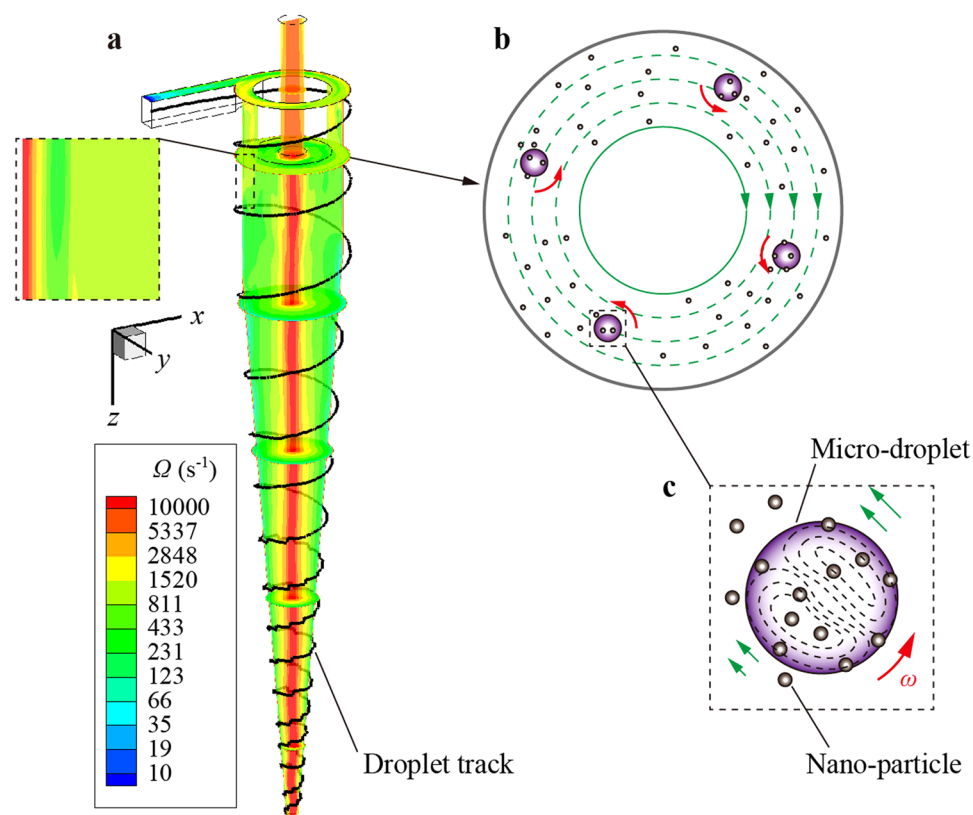 a
b
x
y
z
Ω (s⁻¹)
10000
5337
2848
1520
811
433
231
123
66
35
19
10
Droplet track
Micro-droplet
c
ω
Nano-particle